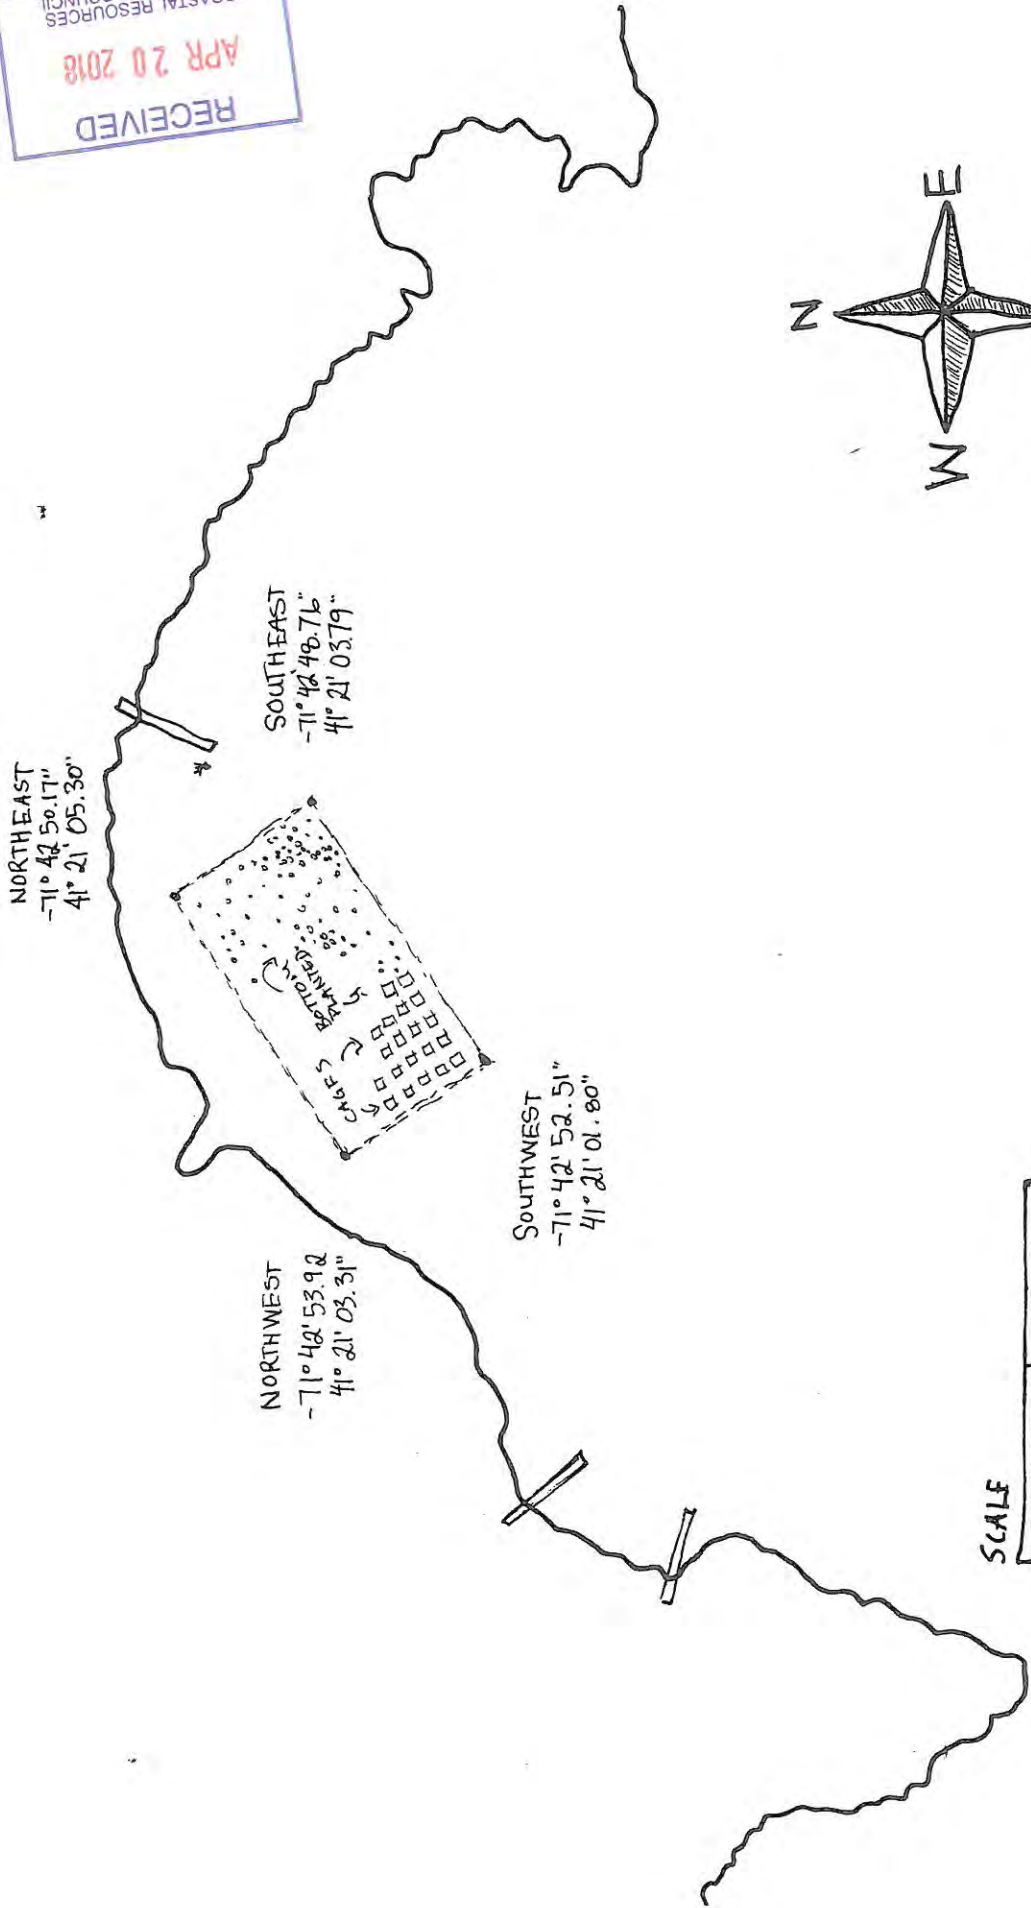 RECEIVED
APR 20 2018
COASTAL RESOURCES
COUNCIL
NORTHEAST
-71° 42' 50.17"
41° 21' 05.30"
SOUTHEAST
-71° 42' 48.76"
41° 21' 03.79"
BOTTOM
PLANTED
CAGES
NORTHWEST
-71° 42' 53.92
41° 21' 03.31"
SOUTHWEST
-71° 42' 52.51"
41° 21' 01.80"
N
E
W
SCALE